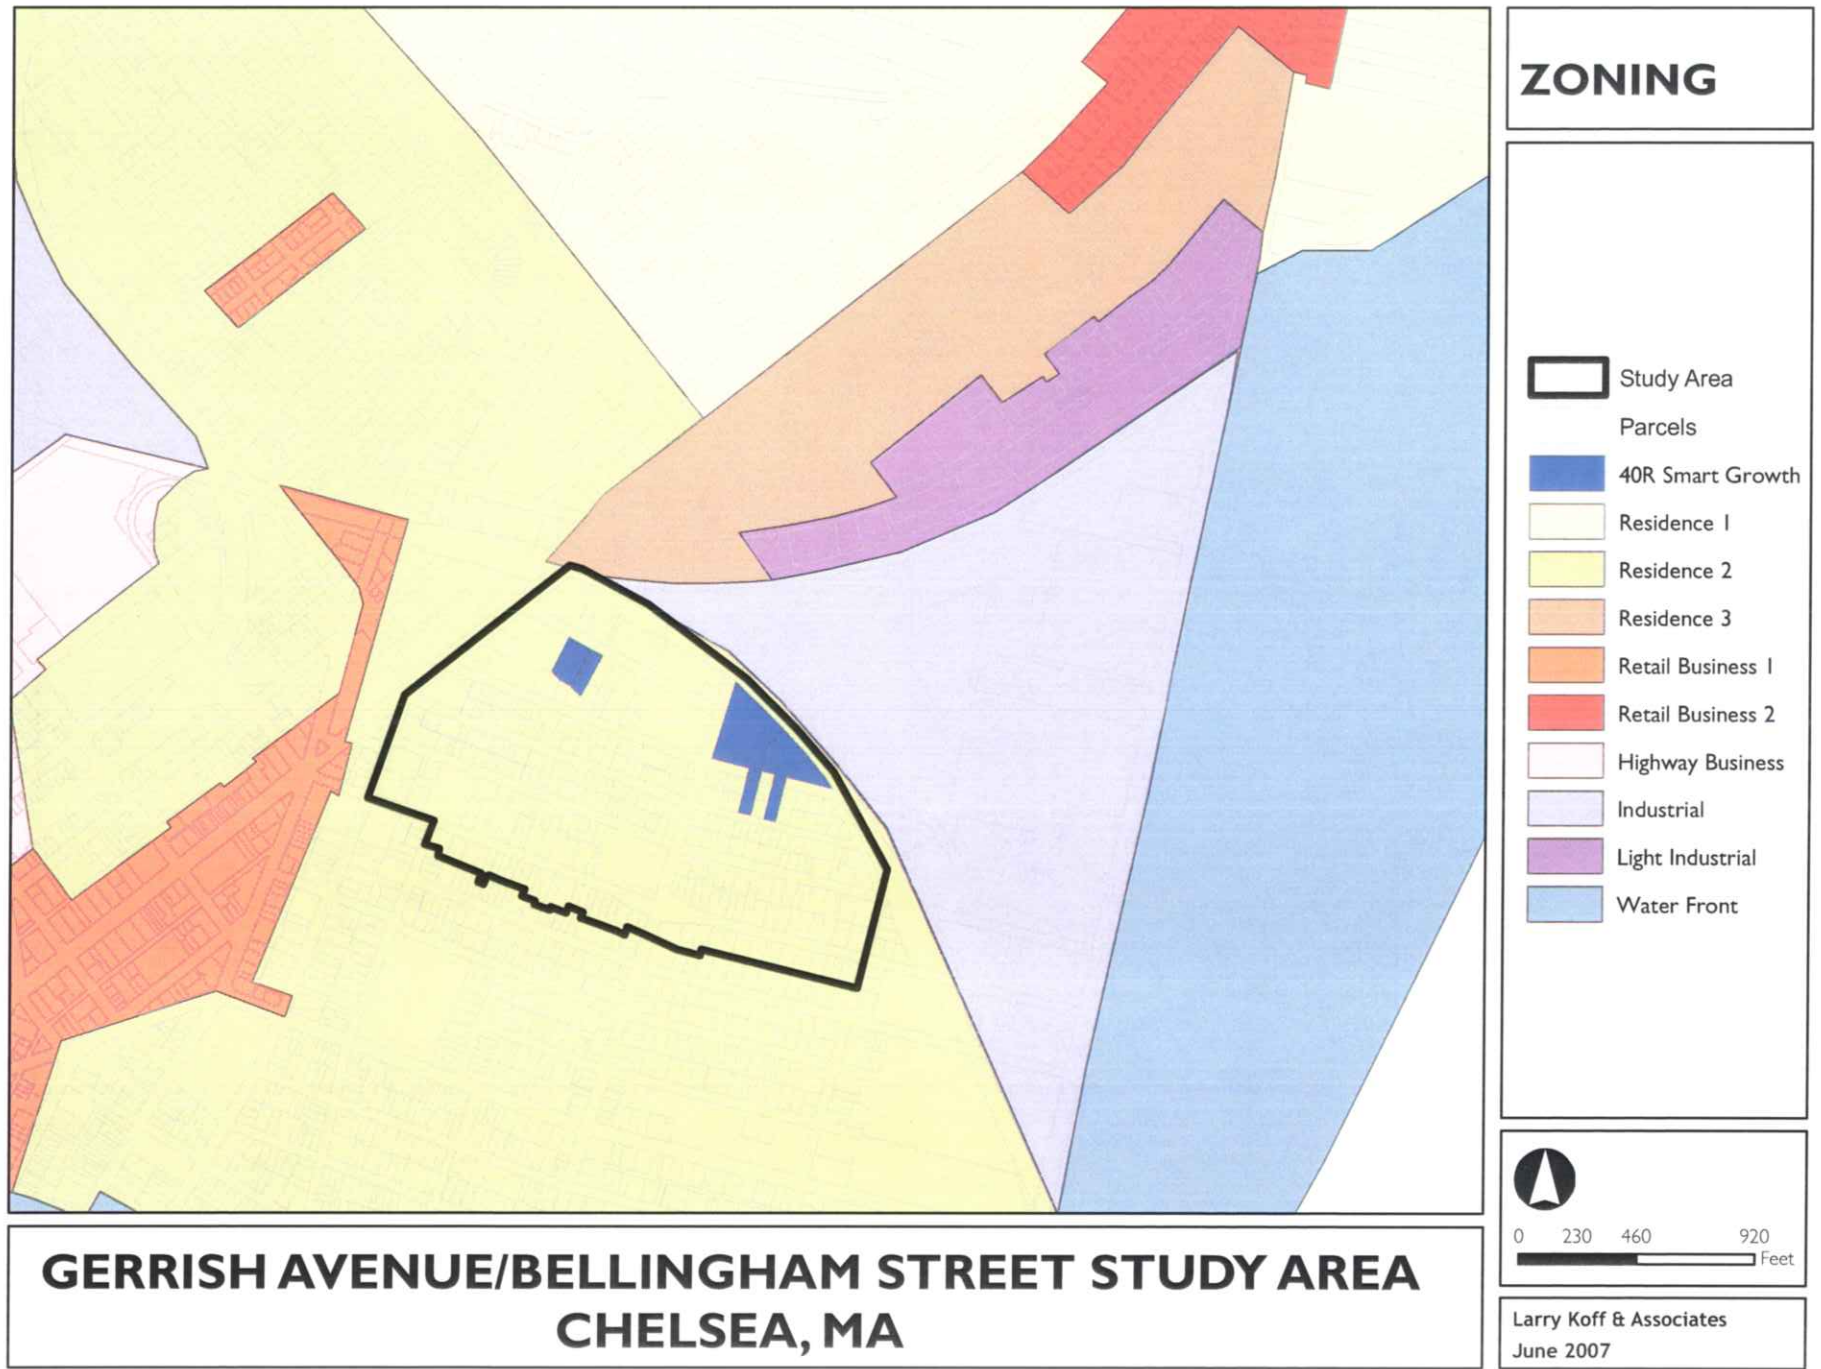 ZONING
Study Area
Parcels
40R Smart Growth
Residence 1
Residence 2
Residence 3
Retail Business 1
Retail Business 2
Highway Business
Industrial
Light Industrial
Water Front
0 230 460 920
Feet
GERRISH AVENUE/BELLINGHAM STREET STUDY AREA
CHELSEA, MA
Larry Koff & Associates
June 2007